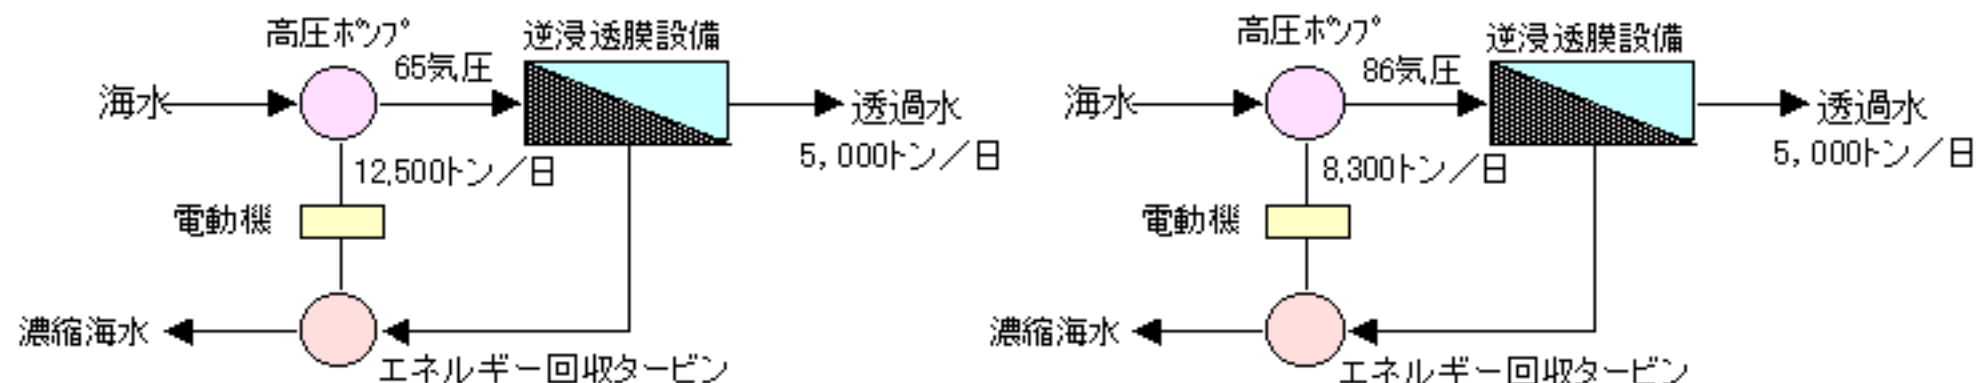 高圧ポンプ
65気圧
逆浸透膜設備
海水
透過水
5,000トン/日
12,500トン/日
電動機
濃縮海水
エネルギー回収タービン
高圧ポンプ
86気圧
逆浸透膜設備
海水
透過水
5,000トン/日
8,300トン/日
電動機
濃縮海水
エネルギー回収タービン